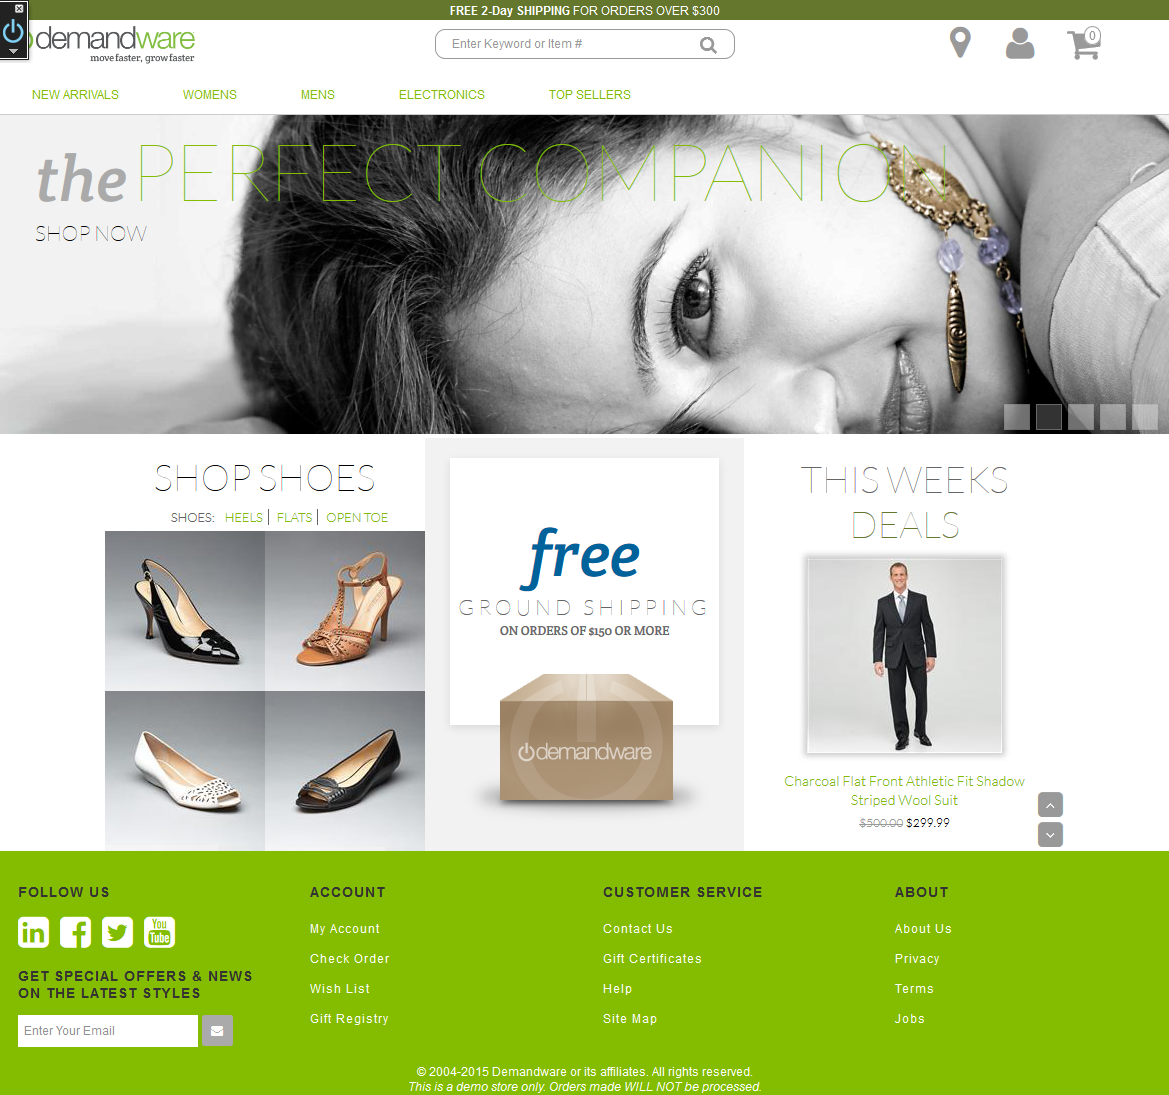 FREE 2-Day SHIPPING FOR ORDERS OVER $300
demandware
move faster, grow faster
Enter Keyword or Item #
0
NEW ARRIVALS WOMENS MENS ELECTRONICS TOP SELLERS
the PERFECT COMPANION
SHOP NOW
SHOP SHOES
SHOES: HEELS | FLATS | OPEN TOE
free
GROUND SHIPPING
ON ORDERS OF $150 OR MORE
demandware
THIS WEEKS
DEALS
Charcoal Flat Front Athletic Fit Shadow
Striped Wool Suit
$500.00 $299.99
FOLLOW US
in f You Tube
GET SPECIAL OFFERS & NEWS
ON THE LATEST STYLES
Enter Your Email
ACCOUNT
My Account
Check Order
Wish List
Gift Registry
CUSTOMER SERVICE
Contact Us
Gift Certificates
Help
Site Map
ABOUT
About Us
Privacy
Terms
Jobs
© 2004-2015 Demandware or its affiliates. All rights reserved.
This is a demo store only. Orders made WILL NOT be processed.